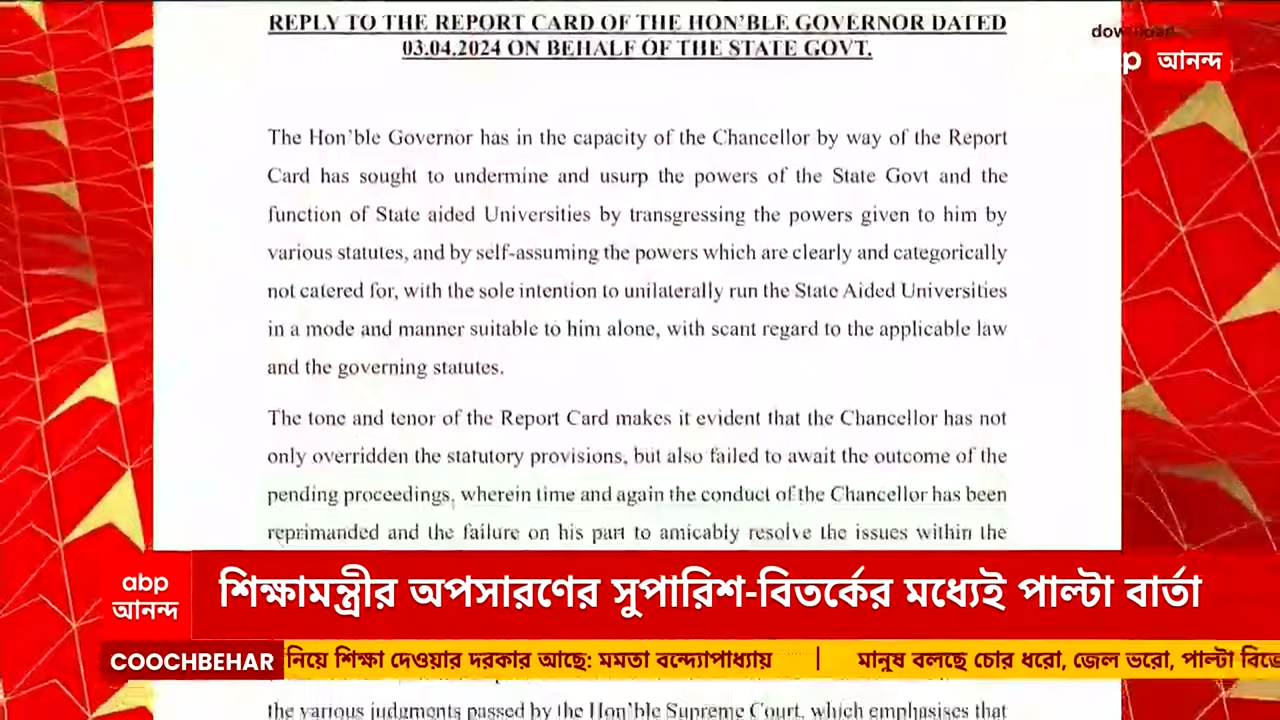 REPLY TO THE REPORT CARD OF THE HON'BLE GOVERNOR DATED
03.04.2024 ON BEHALF OF THE STATE GOVT.
আনন্দ
The Hon'ble Governor has in the capacity of the Chancellor by way of the Report
Card has sought to undermine and usurp the powers of the State Govt and the
function of State aided Universities by transgressing the powers given to him by
various statutes, and by self-assuming the powers which are clearly and categorically
not catered for, with the sole intention to unilaterally run the State Aided Universities
in a mode and manner suitable to him alone, with scant regard to the applicable law
and the governing statutes.
The tone and tenor of the Report Card makes it evident that the Chancellor has not
only overridden the statutory provisions, but also failed to await the outcome of the
pending proceedings, wherein time and again the conduct of the Chancellor has been
reprimanded and the failure on his part to amicably resolve the issues within the
abp
আনন্দ
শিক্ষামন্ত্রীর অপসারণের সুপারিশ-বিতর্কের মধ্যেই পাল্টা বার্তা
COOCHBEHAR
নিয়ে শিক্ষা দেওয়ার দরকার আছে: মমতা বন্দ্যোপাধ্যায় | মানুষ বলছে চোর ধরো, জেল ভরো, পাল্টা
the various judgments passed by the Hon'ble Supreme Court, which emphasises that